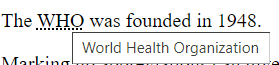 The WHO was founded in 1948.
World Health Organization